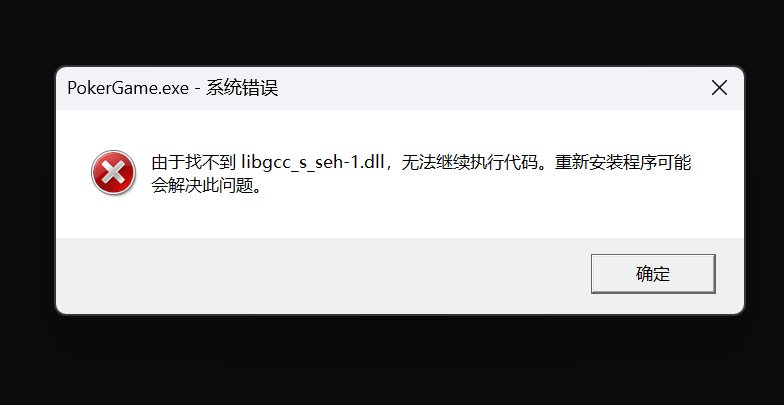 PokerGame.exe - 系统错误
由于找不到 libgcc_s_seh-1.dll，无法继续执行代码。重新安装程序可能
会解决此问题。
确定